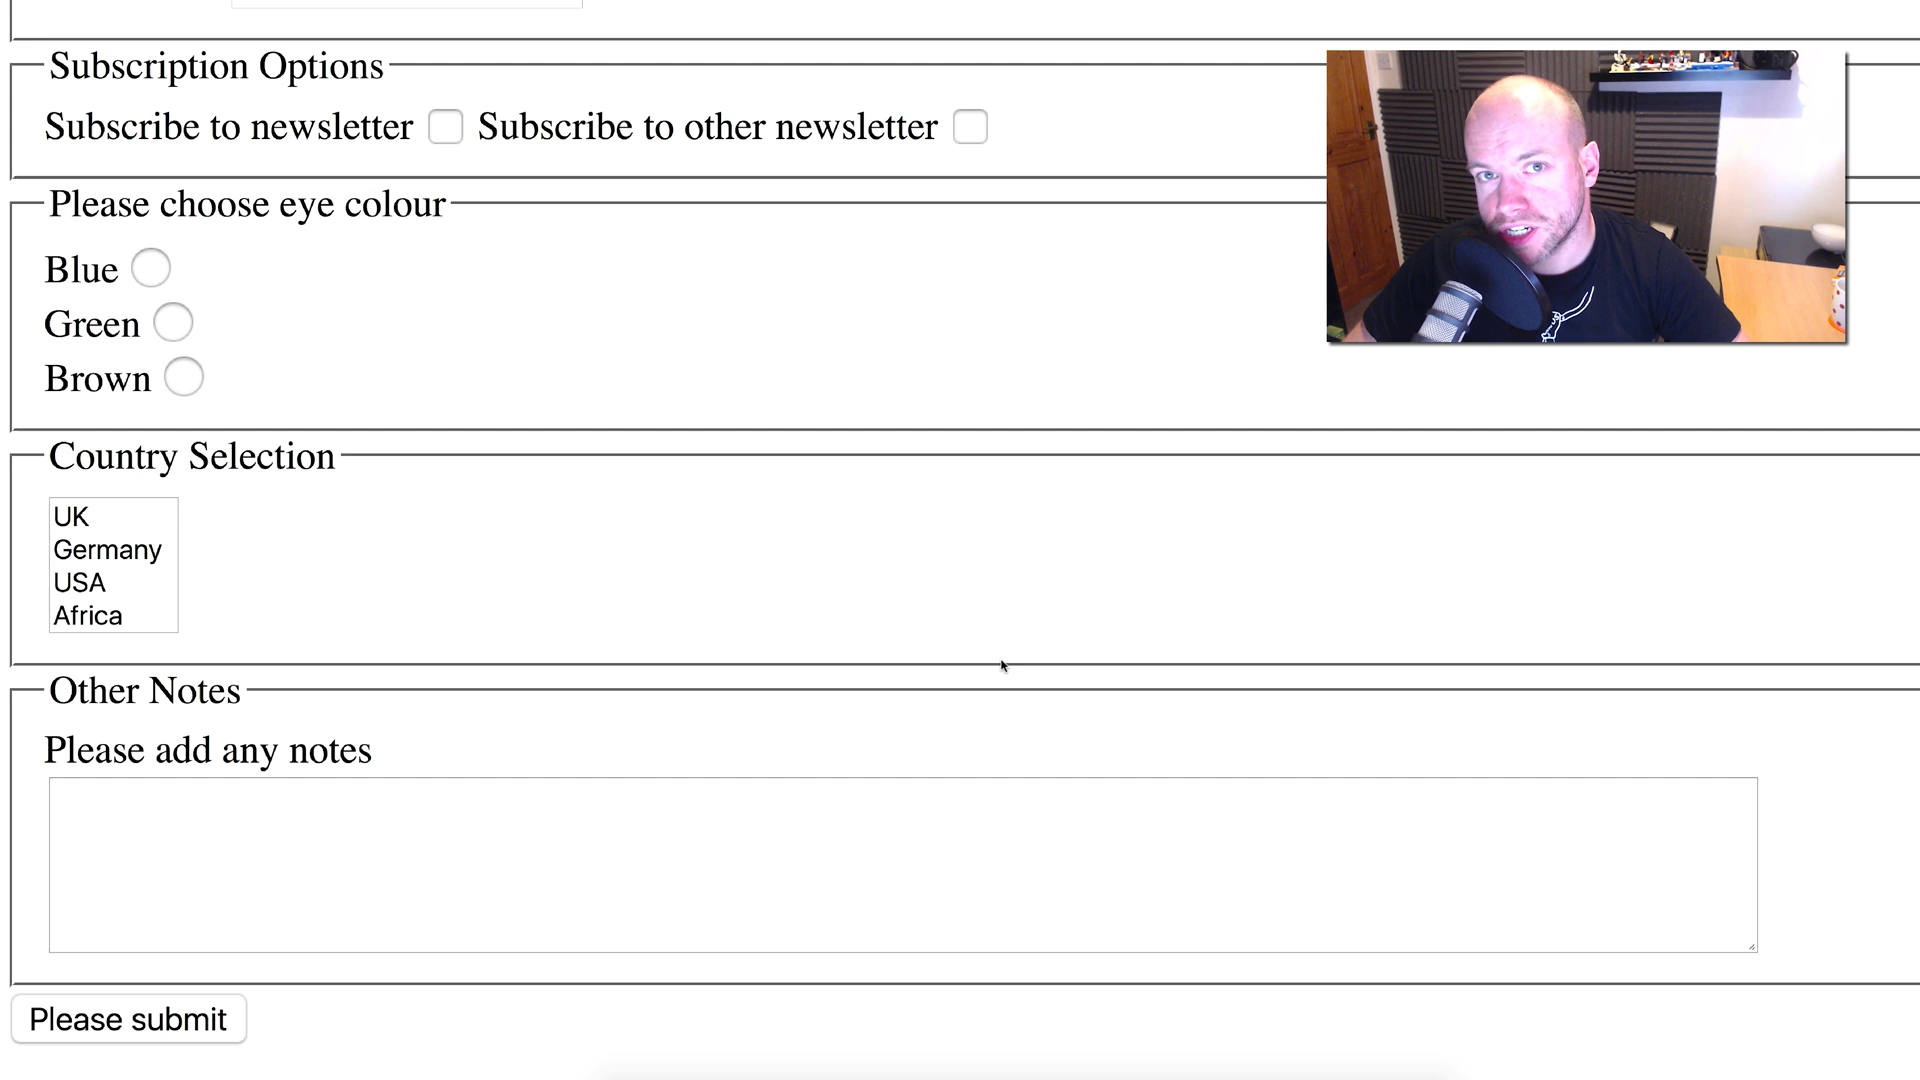 Subscription Options
Subscribe to newsletter Subscribe to other newsletter
Please choose eye colour
Blue
Green
Brown
Country Selection
UK
Germany
USA
Africa
Other Notes
Please add any notes
Please submit